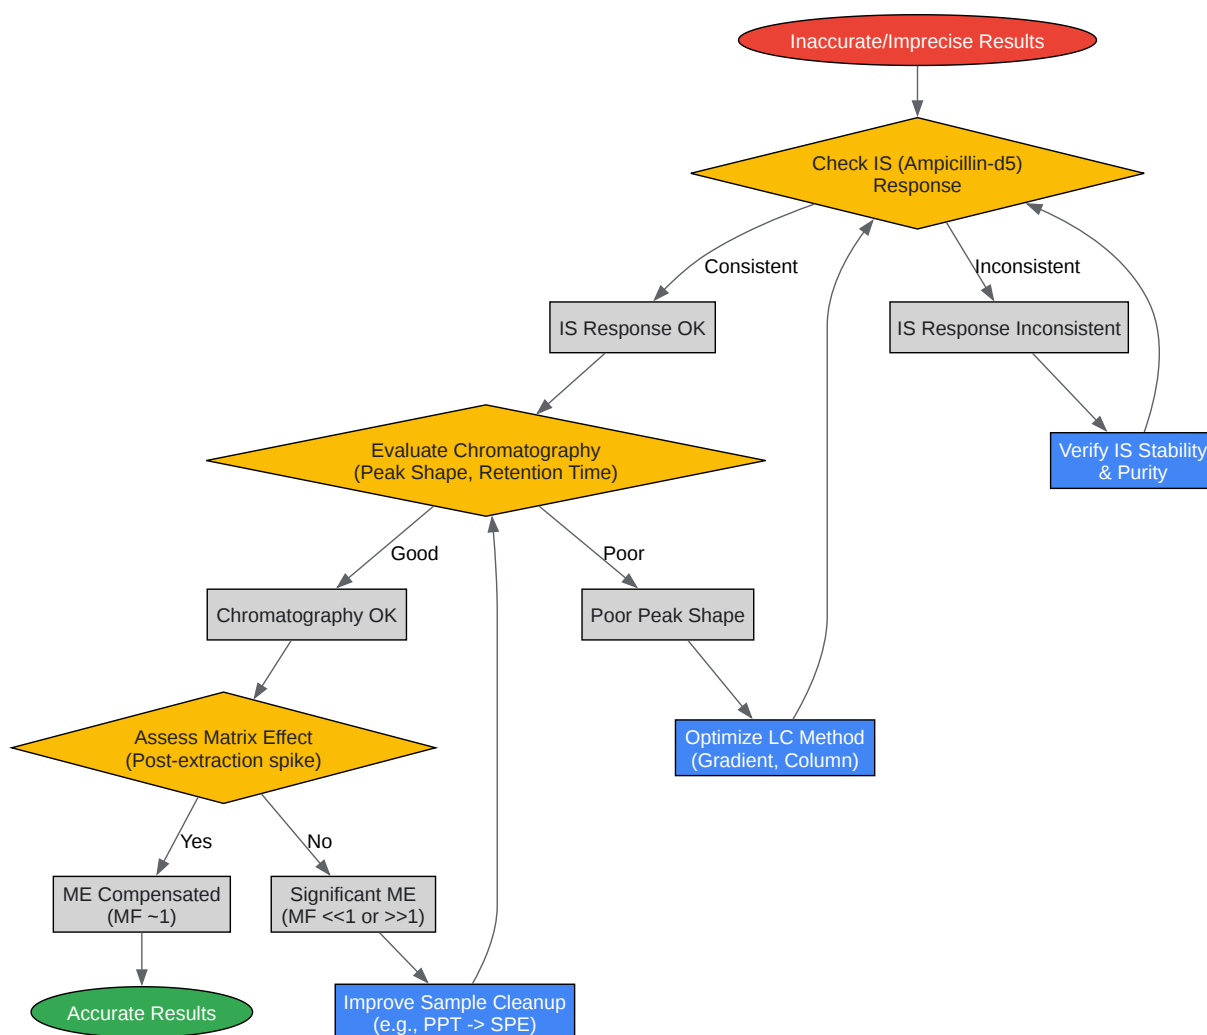 Inaccurate/Imprecise Results
Check IS (Ampicillin-d5)
Response
Consistent
Inconsistent
IS Response OK
IS Response Inconsistent
Evaluate Chromatography
(Peak Shape, Retention Time)
Verify IS Stability
& Purity
Good
Poor
Chromatography OK
Poor Peak Shape
Assess Matrix Effect
(Post-extraction spike)
Optimize LC Method
(Gradient, Column)
Yes
No
ME Compensated
(MF ~1)
Significant ME
(MF <<1 or >>1)
Accurate Results
Improve Sample Cleanup
(e.g., PPT -> SPE)